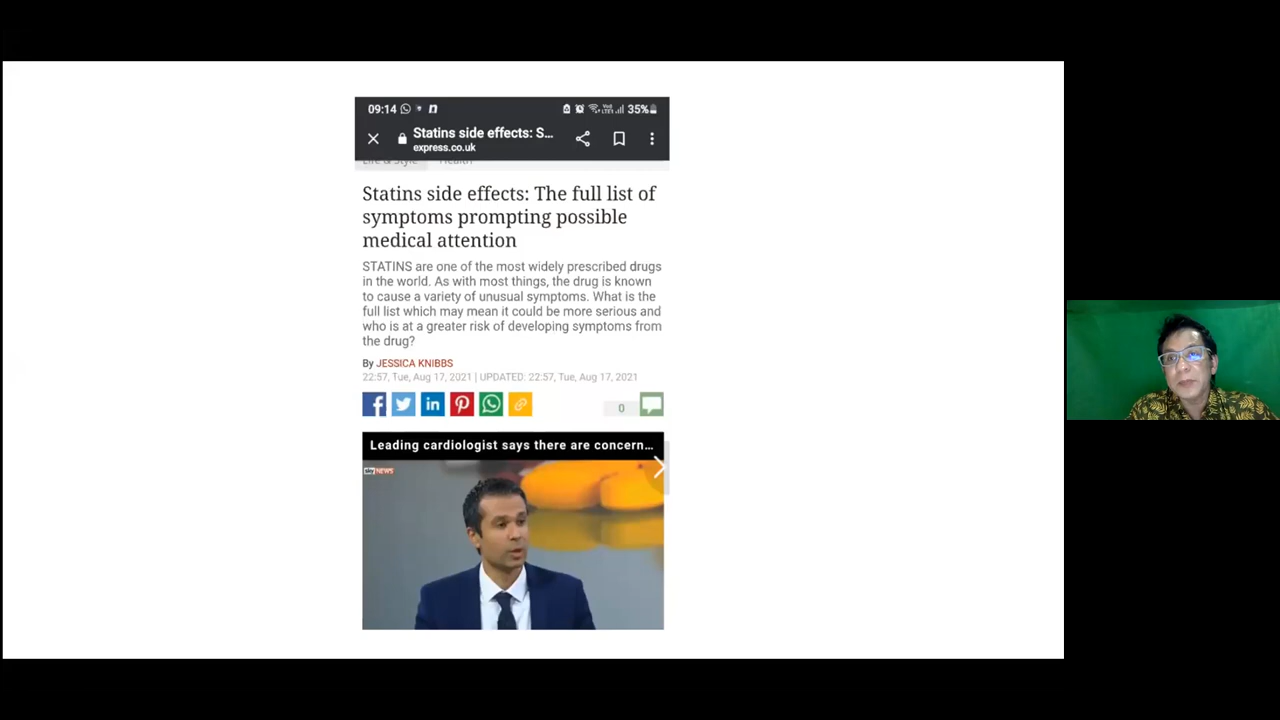 09:14
35%
Statins side effects: S...
express.co.uk
Life & Style Health
Statins side effects: The full list of
symptoms prompting possible
medical attention
STATINS are one of the most widely prescribed drugs
in the world. As with most things, the drug is known
to cause a variety of unusual symptoms. What is the
full list which may mean it could be more serious and
who is at a greater risk of developing symptoms from
the drug?
By JESSICA KNIBBS
22:57, Tue, Aug 17, 2021 | UPDATED: 22:57, Tue, Aug 17, 2021
0
Leading cardiologist says there are concern...
sky NEWS